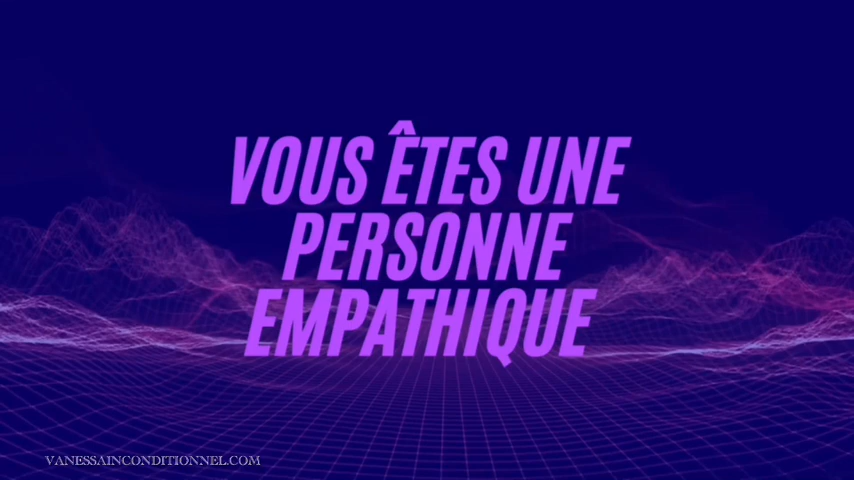 VOUS ÊTES UNE
PERSONNE
EMPATHIQUE
VANESSAINCONDITIONNEL.COM